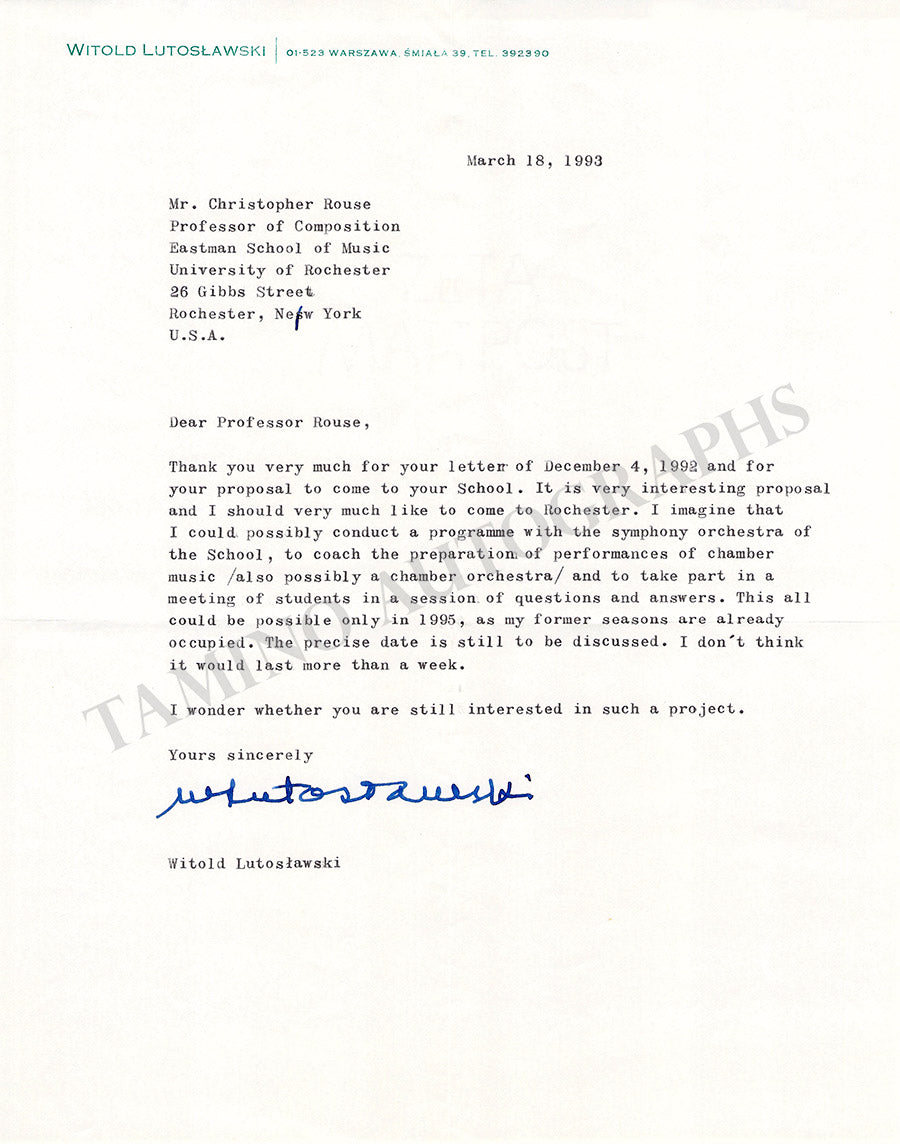 WITOLD LUTOSŁAWSKI | 01-523 WARSZAWA, ŚMIAŁA 39, TEL. 392390
March 18, 1993
Mr. Christopher Rouse
Professor of Composition
Eastman School of Music
University of Rochester
26 Gibbs Street
Rochester, New York
U.S.A.
Dear Professor Rouse,
Thank you very much for your letter of December 4, 1992 and for
your proposal to come to your School. It is very interesting proposal
and I should very much like to come to Rochester. I imagine that
I could possibly conduct a programme with the symphony orchestra of
the School, to coach the preparation of performances of chamber
music /also possibly a chamber orchestra/ and to take part in a
meeting of students in a session of questions and answers. This all
could be possible only in 1995, as my former seasons are already
occupied. The precise date is still to be discussed. I don´t think
it would last more than a week.
I wonder whether you are still interested in such a project.
Yours sincerely
WLutosławski
Witold Lutosławski
TAMINO AUTOGRAPHS